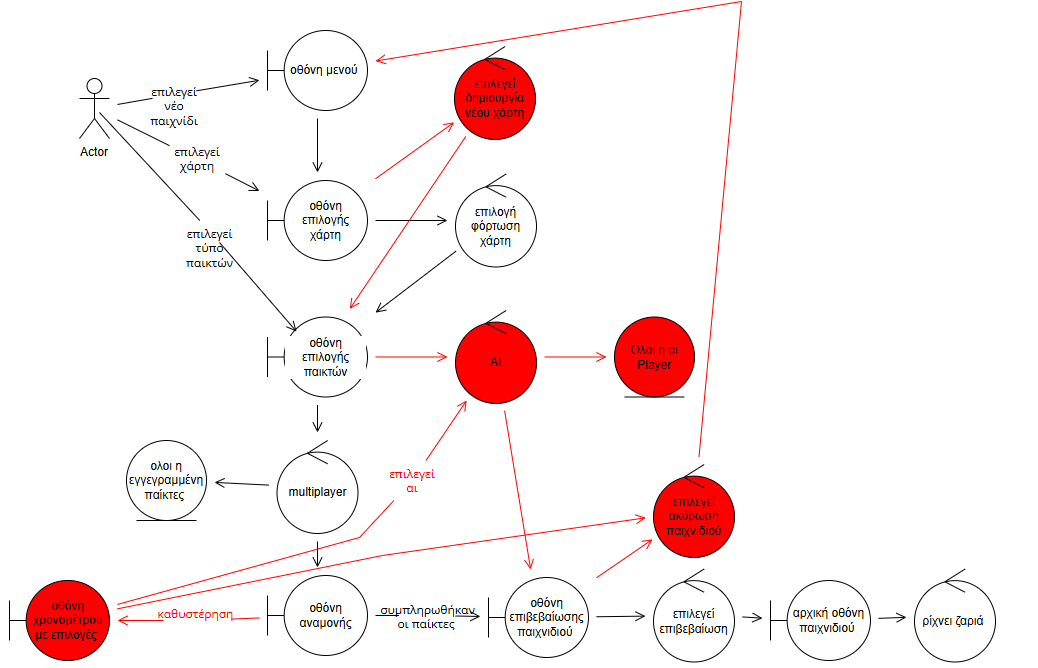 οθόνη μενού
επιλεγεί
δημιουργία
νέου χάρτη
επιλεγεί
νέο
παιχνίδι
Actor
επιλεγεί
χάρτη
οθόνη
επιλογής
χάρτη
επιλογή
φόρτωση
χάρτη
επιλεγεί
τύπο
παικτών
οθόνη
επιλογής
παικτών
AI
Ολοι η αι
Player
ολοι η
εγγεγραμμένη
παίκτες
multiplayer
επιλεγεί
αι
επιλεγεί
ακύρωση
παιχνιδιού
οθόνη
χρονομέτρου
με επιλογές
καθυστέρηση
οθόνη
αναμονής
συμπληρωθήκαν
οι παίκτες
οθόνη
επιβεβαίωσης
παιχνιδιού
επιλεγεί
επιβεβαίωση
αρχική οθόνη
παιχνιδιού
ρίχνει ζαριά